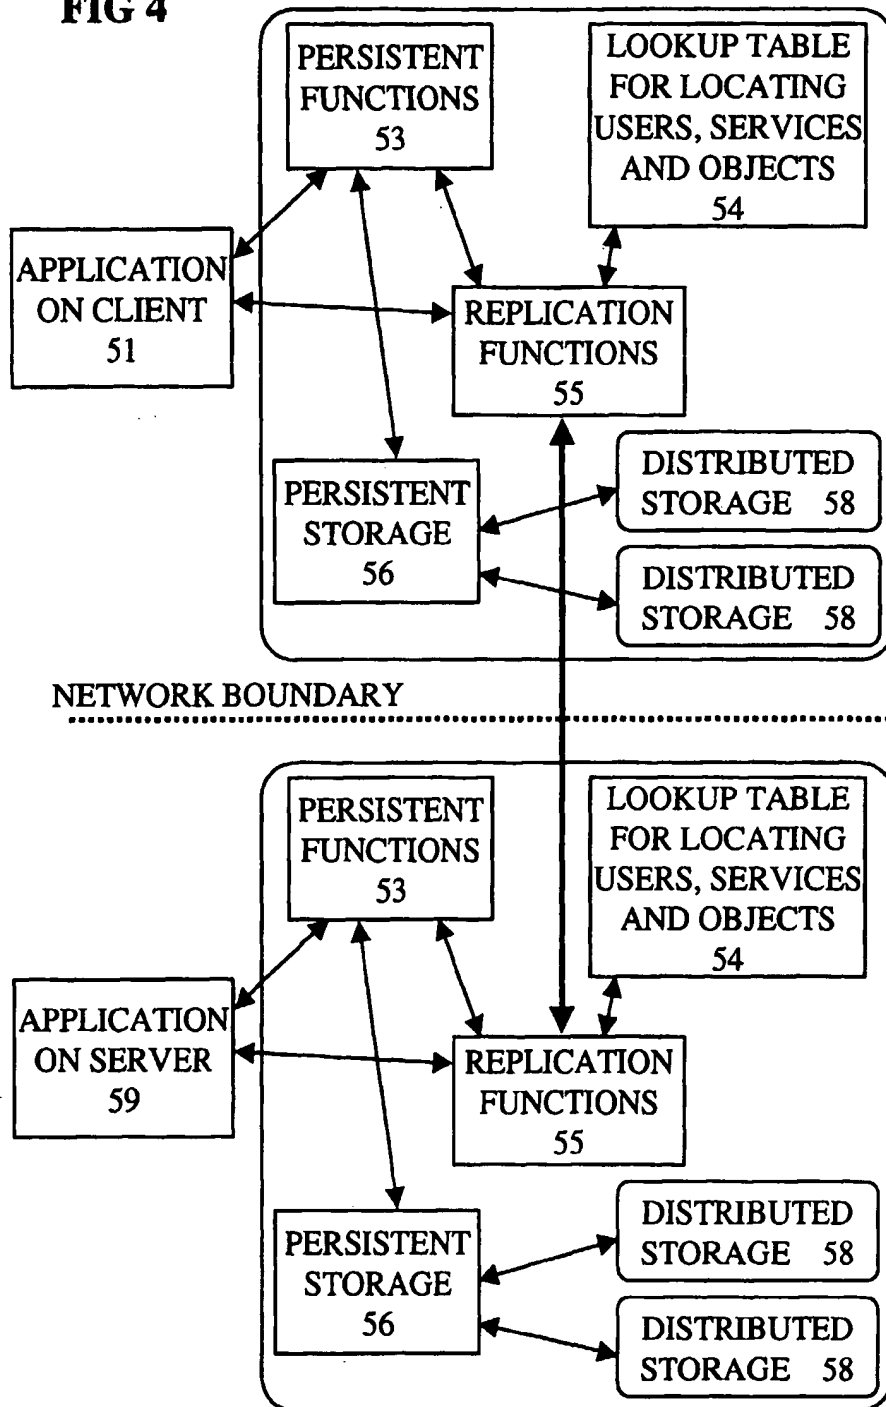 FIG 4
PERSISTENT
FUNCTIONS
53
LOOKUP TABLE
FOR LOCATING
USERS, SERVICES
AND OBJECTS
54
APPLICATION
ON CLIENT
51
REPLICATION
FUNCTIONS
55
PERSISTENT
STORAGE
56
DISTRIBUTED
STORAGE 58
DISTRIBUTED
STORAGE 58
NETWORK BOUNDARY
PERSISTENT
FUNCTIONS
53
LOOKUP TABLE
FOR LOCATING
USERS, SERVICES
AND OBJECTS
54
APPLICATION
ON SERVER
59
REPLICATION
FUNCTIONS
55
PERSISTENT
STORAGE
56
DISTRIBUTED
STORAGE 58
DISTRIBUTED
STORAGE 58